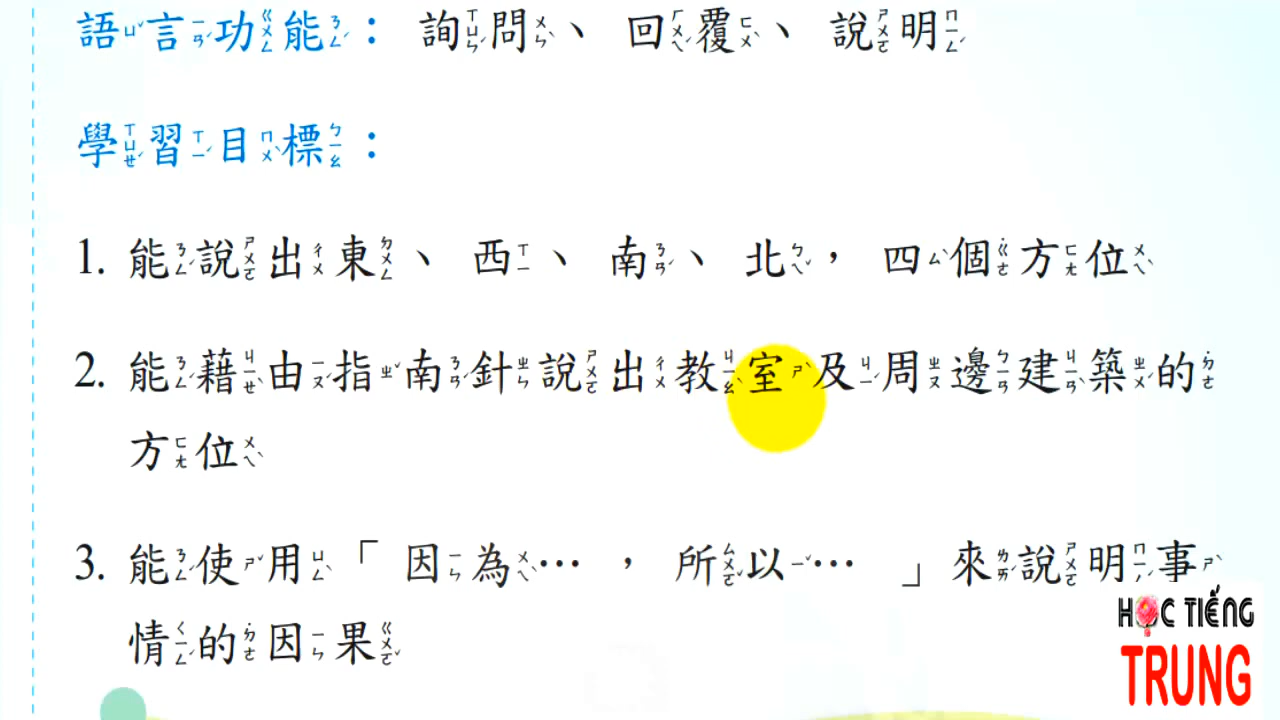 語言功能：詢問、回覆、說明
學習目標：
1. 能說出東、西、南、北，四個方位
2. 能藉由指南針說出教室及周邊建築的
方位
3. 能使用「因為…，所以…」來說明事
情的因果
HỌC TIẾNG
TRUNG